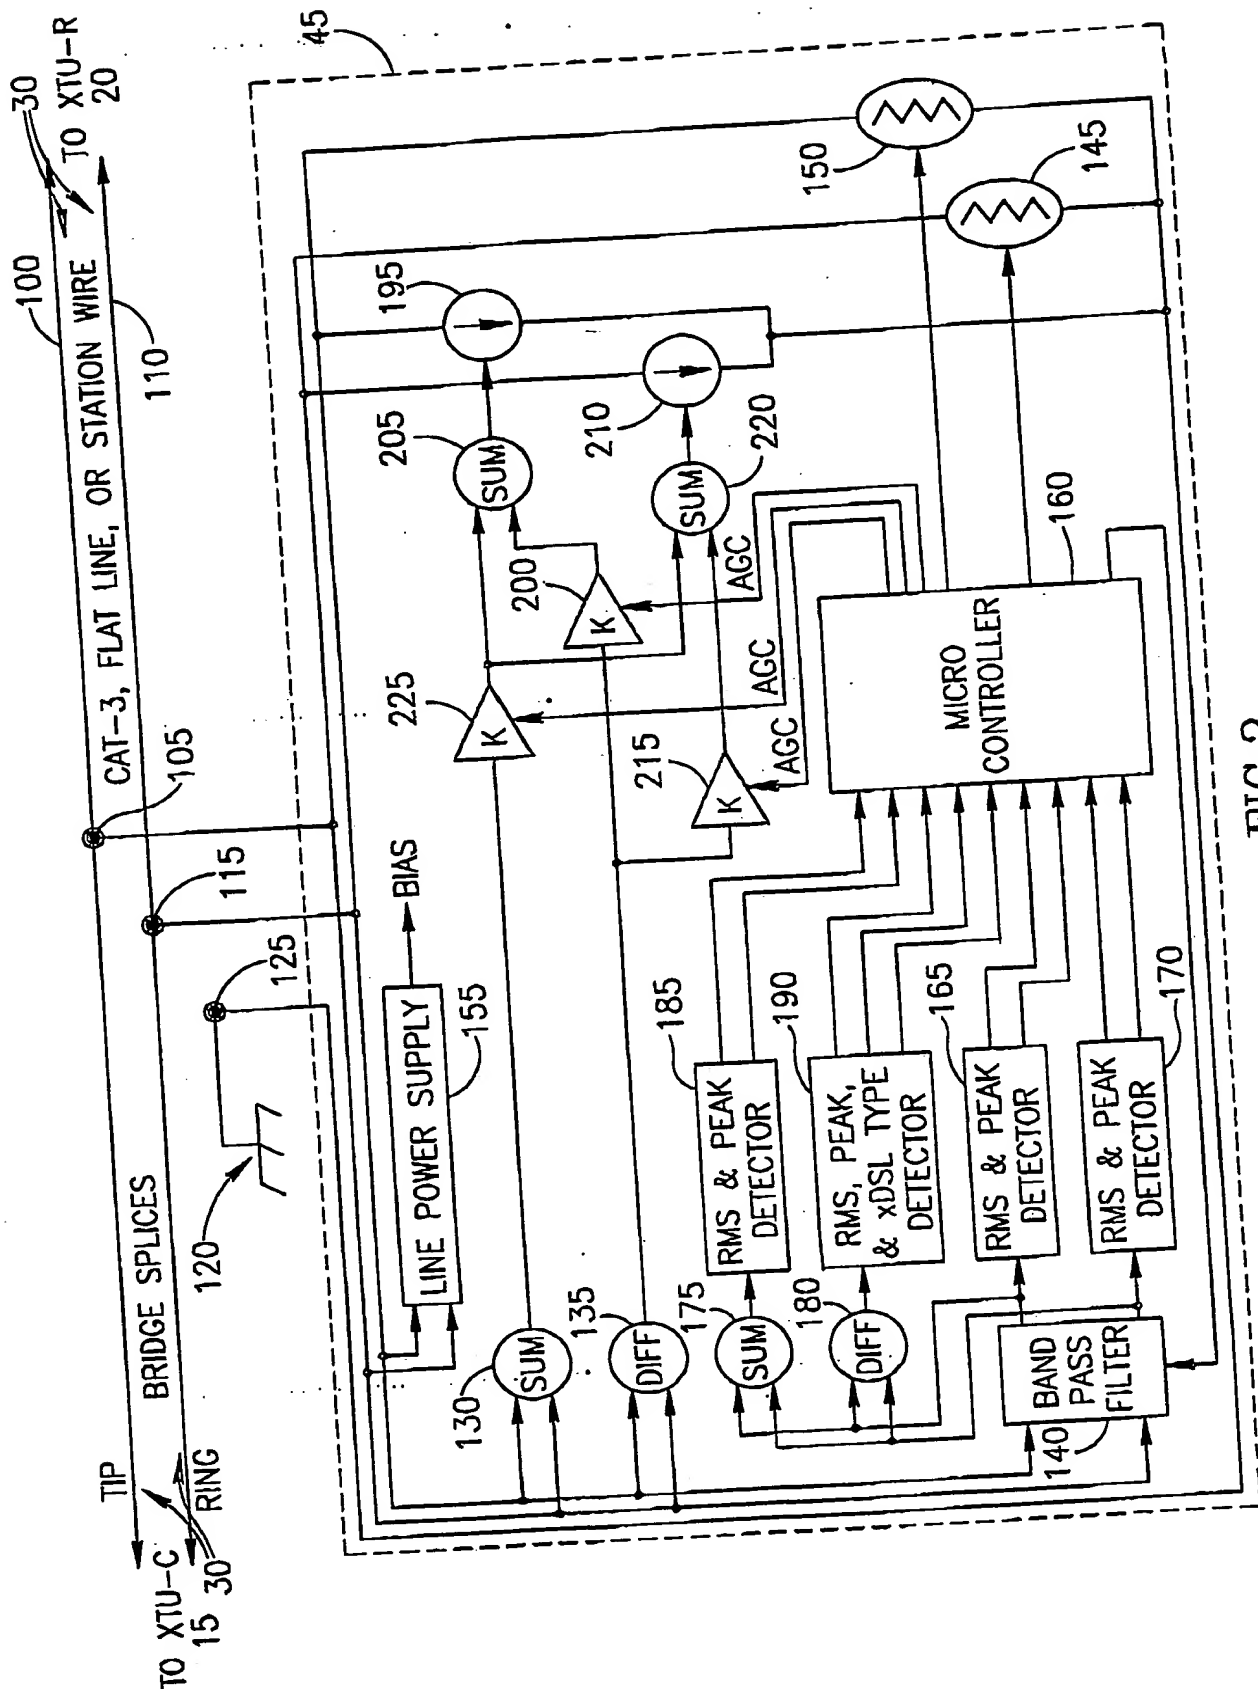 TO XTU-C
15
30
TIP
RING
BRIDGE SPLICES
105
115
CAT-3, FLAT LINE, OR STATION WIRE
100
110
30
TO XTU-R
20
45
120
125
LINE POWER SUPPLY
155
BIAS
130
SUM
225
K
205
SUM
195
135
DIFF
200
K
AGC
210
215
K
AGC
AGC
220
SUM
175
SUM
185
RMS & PEAK
DETECTOR
180
DIFF
190
RMS, PEAK,
& xDSL TYPE
DETECTOR
165
RMS & PEAK
DETECTOR
170
RMS & PEAK
DETECTOR
140
BAND
PASS
FILTER
MICRO
CONTROLLER
160
150
145